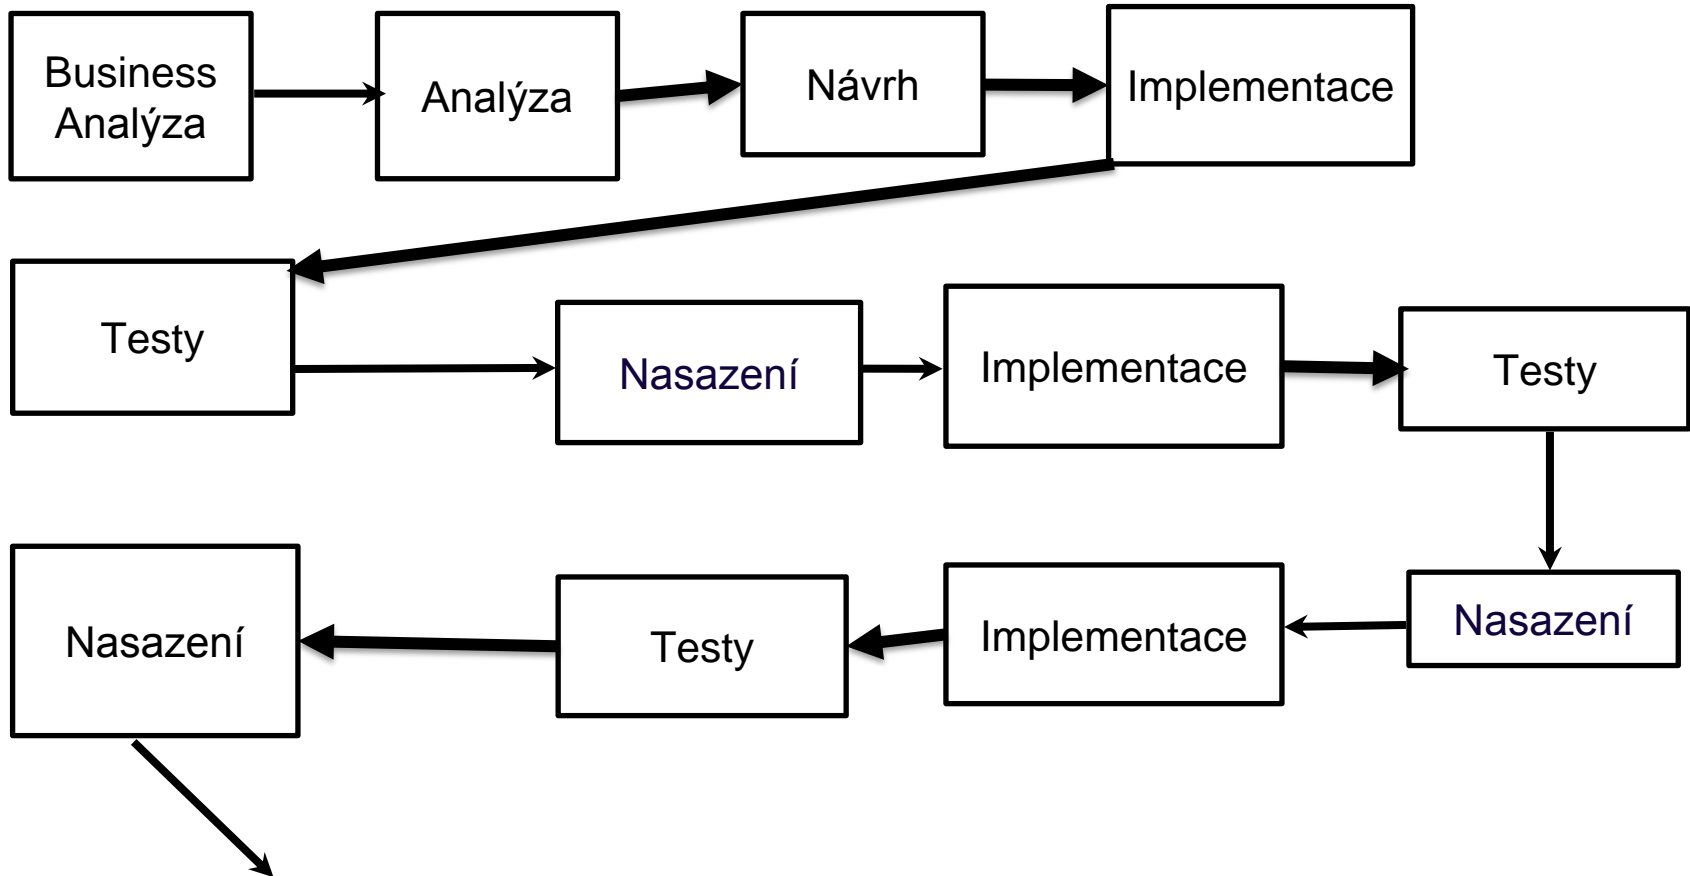 Business
Analýza
Analýza
Návrh
Implementace
Testy
Nasazení
Implementace
Testy
Nasazení
Implementace
Testy
Nasazení